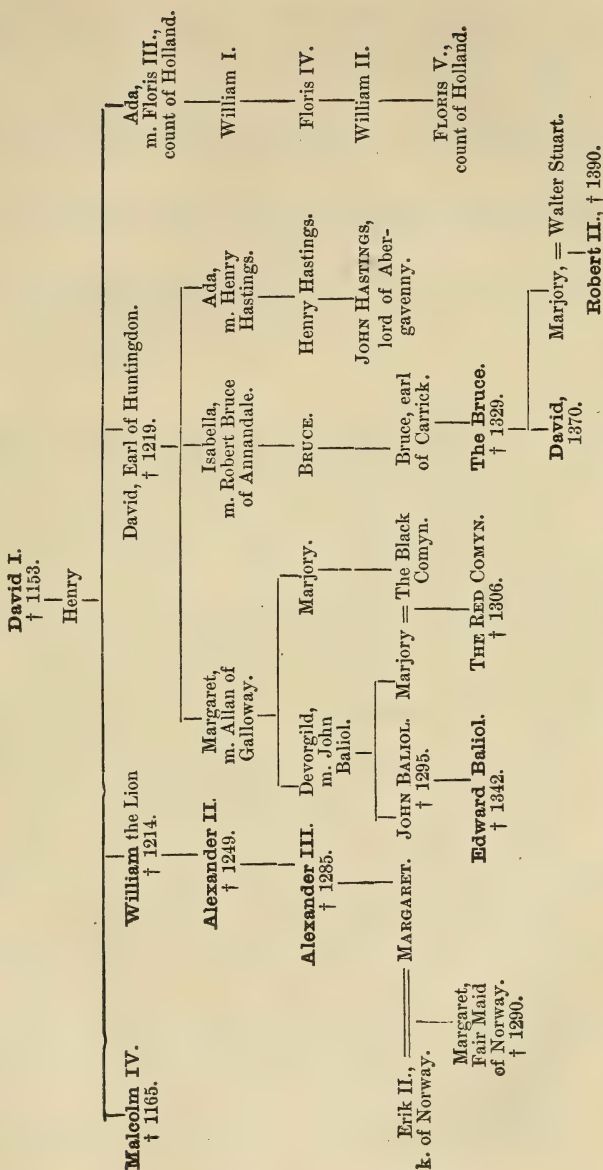 David I.
† 1153.
Henry
Malcolm IV.
† 1165.
William the Lion
† 1214.
David, Earl of Huntingdon.
† 1219.
Ada,
m. Floris III.,
count of Holland.
Alexander II.
† 1249.
Margaret,
m. Allan of
Galloway.
Isabella,
m. Robert Bruce
of Annandale.
Ada,
m. Henry
Hastings.
William I.
Alexander III.
† 1285.
Devorgild,
m. John
Baliol.
Marjory.
BRUCE.
Henry Hastings.
Floris IV.
Erik II.,
k. of Norway.
MARGARET.
JOHN BALIOL.
† 1295.
Marjory = The Black
Comyn.
Bruce, earl
of Carrick.
JOHN HASTINGS,
lord of Aber-
gavenny.
William II.
Margaret,
Fair Maid
of Norway.
† 1290.
Edward Baliol.
† 1342.
THE RED COMYN.
† 1306.
The Bruce.
† 1329.
FLORIS V.,
count of Holland.
David,
1370.
Marjory, = Walter Stuart.
Robert II., † 1390.